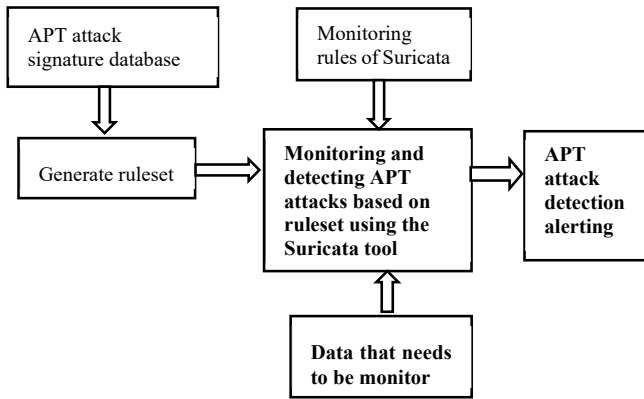 APT attack
signature database
Monitoring
rules of Suricata
Generate ruleset
Monitoring and
detecting APT
attacks based on
ruleset using the
Suricata tool
APT
attack
detection
alerting
Data that needs
to be monitor